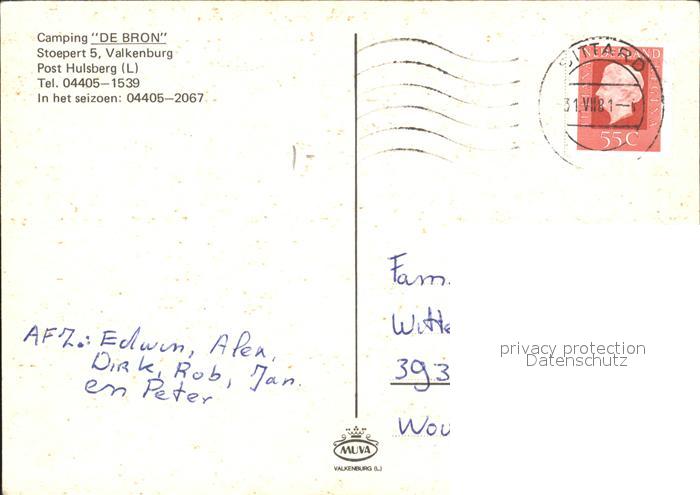 Camping "DE BRON"
Stoepert 5, Valkenburg
Post Hulsberg (L)
Tel. 04405—1539
In het seizoen: 04405—2067
SITTARD
31.VII.81
NEDERLAND
55C
1-
Fam.
Witte
393
Wou
privacy protection
Datenschutz
AFZ.: Edwin, Alex,
Dirk, Rob, Jan.
en Peter
MUVA
VALKENBURG (L.)